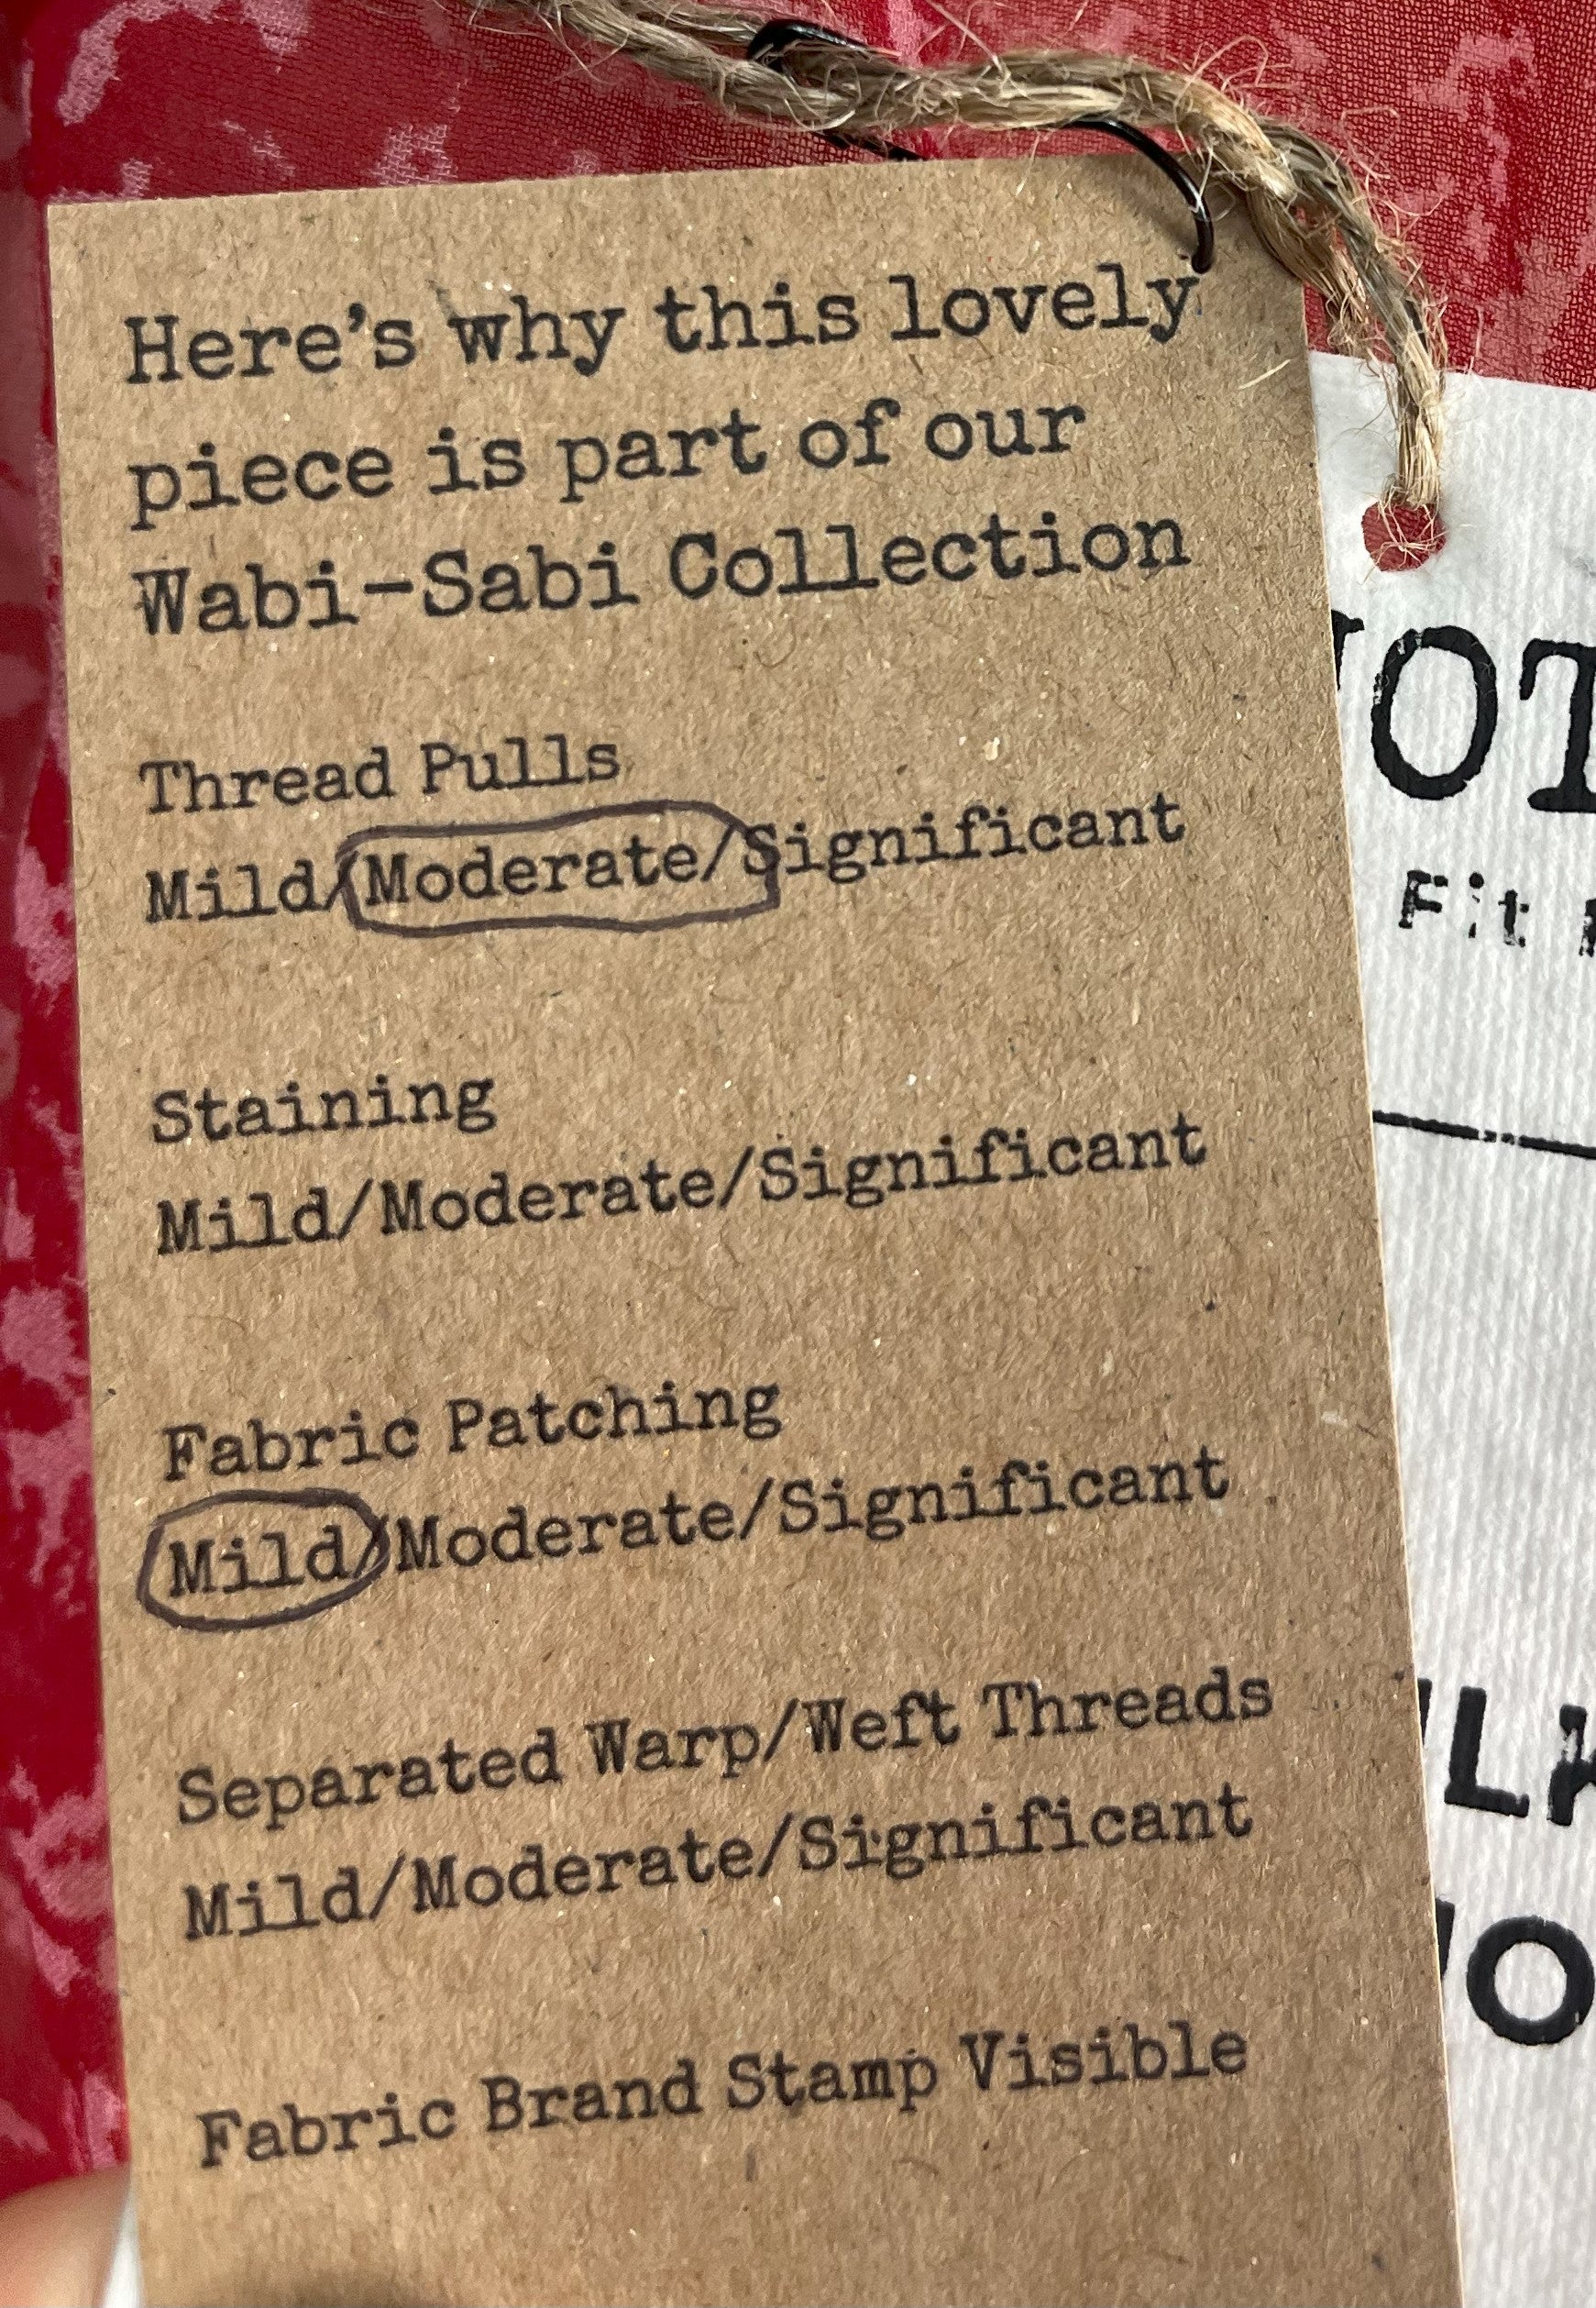 Here's why this lovely
piece is part of our
Wabi-Sabi Collection
Thread Pulls
Mild/Moderate/Significant
Staining
Mild/Moderate/Significant
Fabric Patching
Mild/Moderate/Significant
Separated Warp/Weft Threads
Mild/Moderate/Significant
Fabric Brand Stamp Visible
Fit